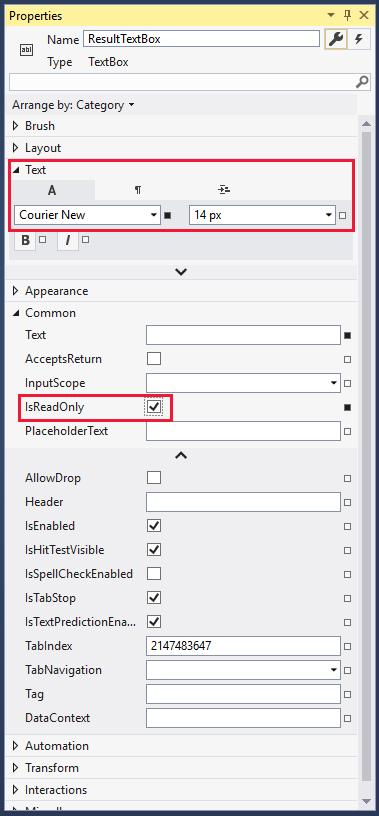 Properties
abl Name ResultTextBox
Type TextBox
Arrange by: Category
Brush
Layout
Text
A ¶
Courier New 14 px
B I
Appearance
Common
Text
AcceptsReturn
InputScope
IsReadOnly
PlaceholderText
AllowDrop
Header
IsEnabled
IsHitTestVisible
IsSpellCheckEnabled
IsTabStop
IsTextPredictionEna...
TabIndex 2147483647
TabNavigation
Tag
DataContext
Automation
Transform
Interactions